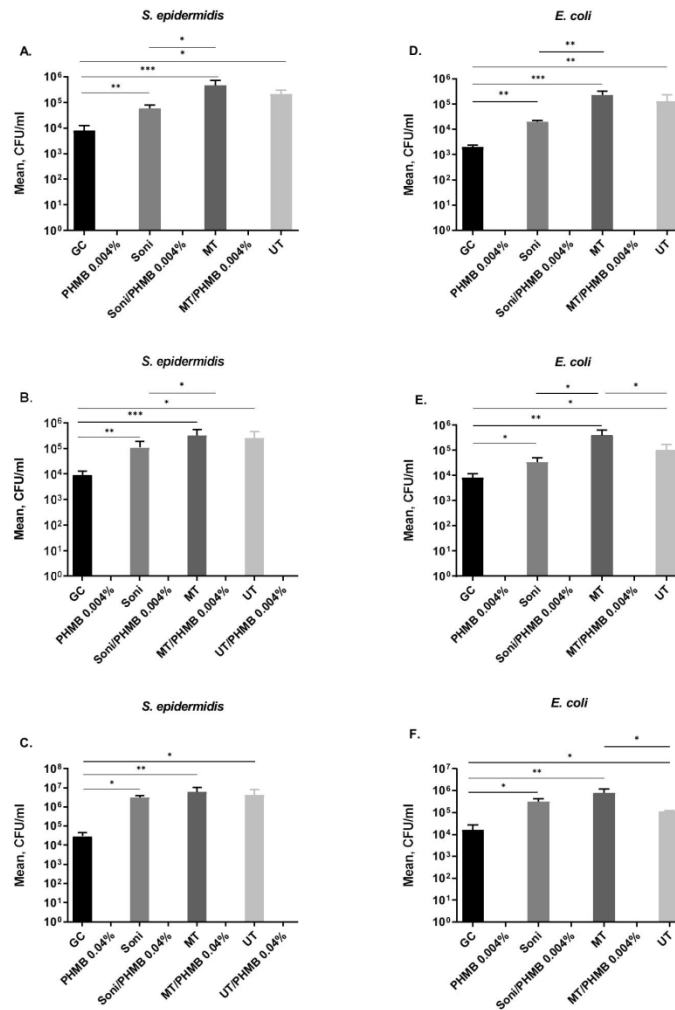 S. epidermidis
A.
*
*
***
**
Mean, CFU/ml
10⁶
10⁵
10⁴
10³
10²
10¹
10⁰
GC
PHMB 0.004%
Soni
Soni/PHMB 0.004%
MT
MT/PHMB 0.004%
UT
E. coli
D.
**
**
***
**
Mean, CFU/ml
10⁶
10⁵
10⁴
10³
10²
10¹
10⁰
GC
PHMB 0.004%
Soni
Soni/PHMB 0.004%
MT
MT/PHMB 0.004%
UT
S. epidermidis
B.
*
*
***
**
Mean, CFU/ml
10⁶
10⁵
10⁴
10³
10²
10¹
10⁰
GC
PHMB 0.004%
Soni
Soni/PHMB 0.004%
MT
MT/PHMB 0.004%
UT
UT/PHMB 0.004%
E. coli
E.
* *
*
**
*
Mean, CFU/ml
10⁶
10⁵
10⁴
10³
10²
10¹
10⁰
GC
PHMB 0.004%
Soni
Soni/PHMB 0.004%
MT
MT/PHMB 0.004%
UT
S. epidermidis
C.
*
**
*
Mean, CFU/ml
10⁸
10⁷
10⁶
10⁵
10⁴
10³
10²
10¹
10⁰
GC
PHMB 0.04%
Soni
Soni/PHMB 0.04%
MT
MT/PHMB 0.04%
UT
UT/PHMB 0.04%
E. coli
F.
*
*
**
*
Mean, CFU/ml
10⁷
10⁶
10⁵
10⁴
10³
10²
10¹
10⁰
GC
PHMB 0.004%
Soni
Soni/PHMB 0.004%
MT
MT/PHMB 0.004%
UT